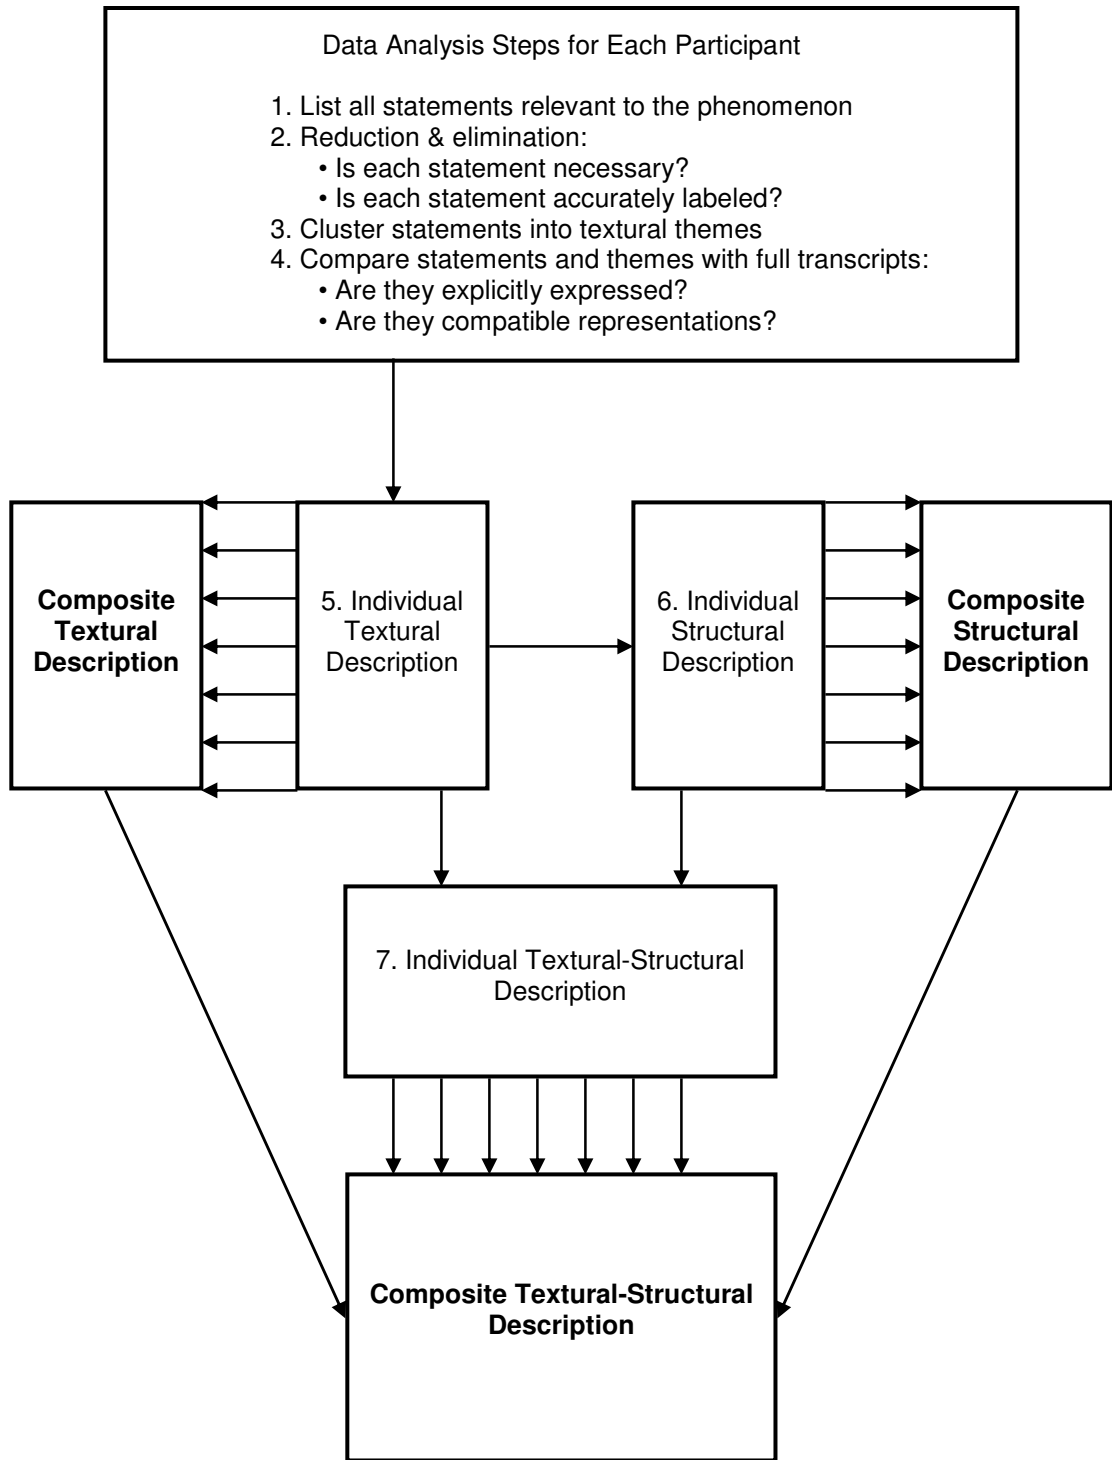 Data Analysis Steps for Each Participant
1. List all statements relevant to the phenomenon
2. Reduction & elimination:
• Is each statement necessary?
• Is each statement accurately labeled?
3. Cluster statements into textural themes
4. Compare statements and themes with full transcripts:
• Are they explicitly expressed?
• Are they compatible representations?
Composite
Textural
Description
5. Individual
Textural
Description
6. Individual
Structural
Description
Composite
Structural
Description
7. Individual Textural-Structural
Description
Composite Textural-Structural
Description